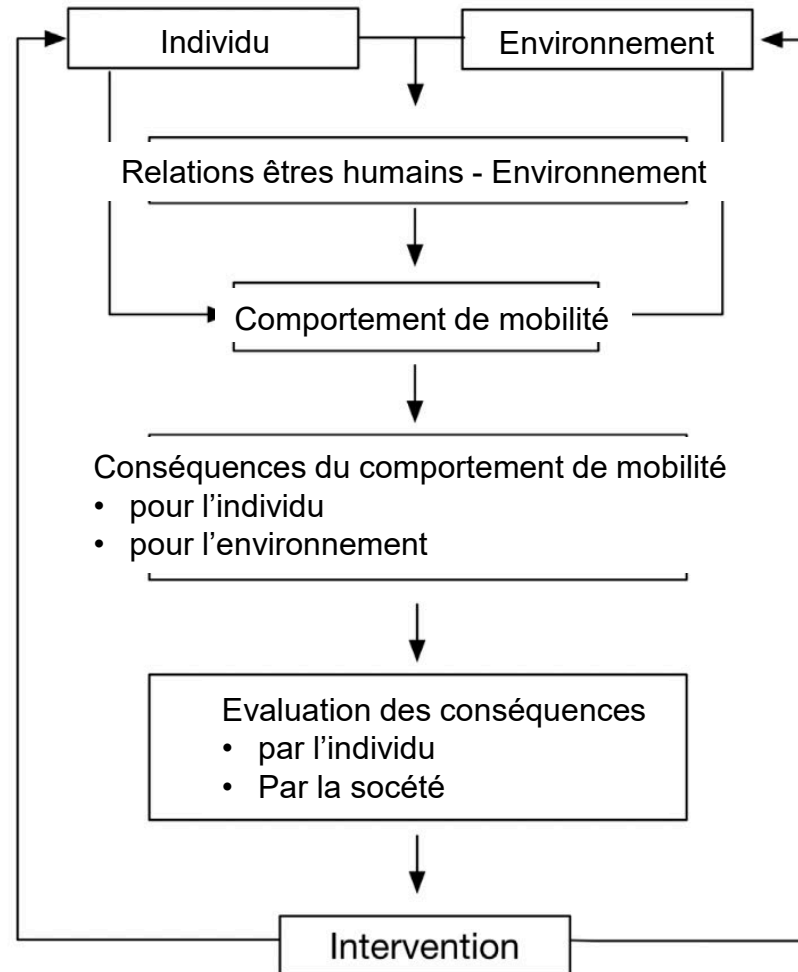 Individu
Environnement
Relations êtres humains - Environnement
Comportement de mobilité
Conséquences du comportement de mobilité
• pour l’individu
• pour l’environnement
Evaluation des conséquences
• par l’individu
• Par la socété
Intervention